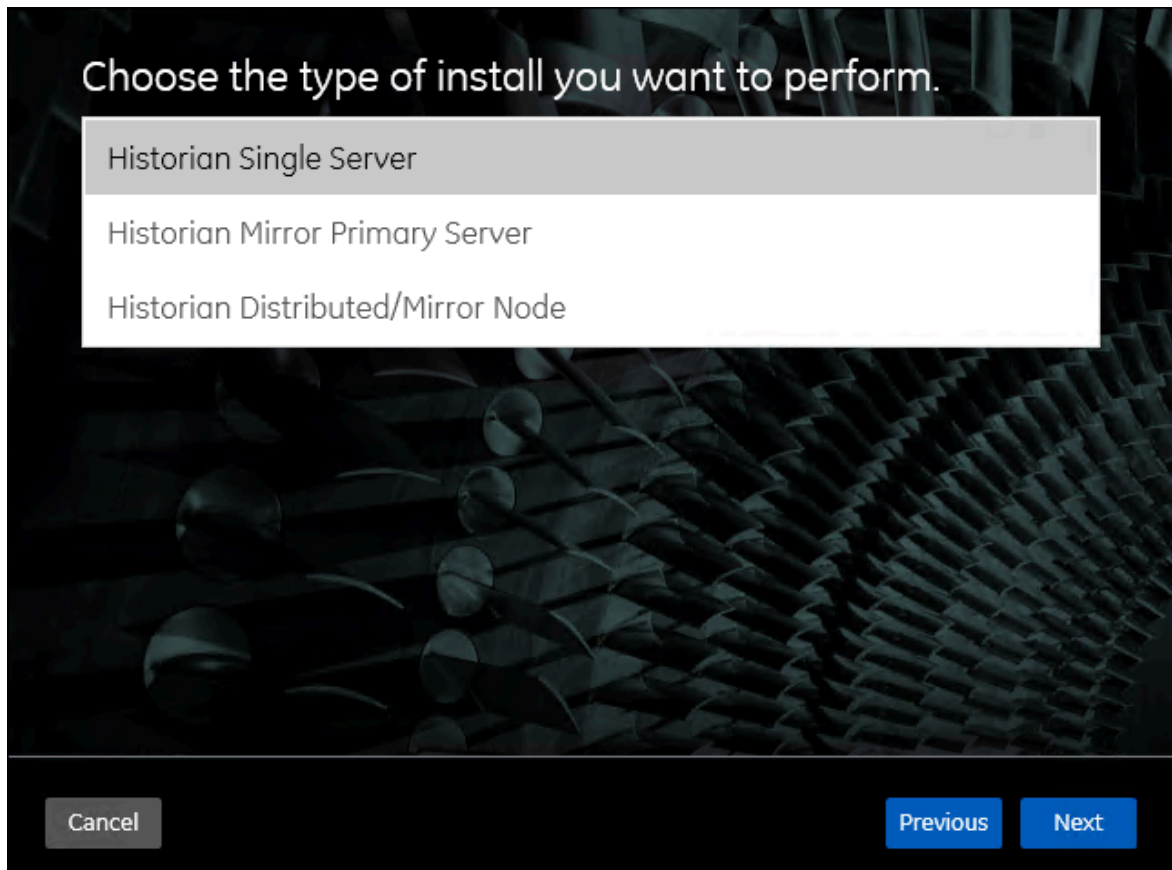 Choose the type of install you want to perform.
Historian Single Server
Historian Mirror Primary Server
Historian Distributed/Mirror Node
Cancel
Previous
Next